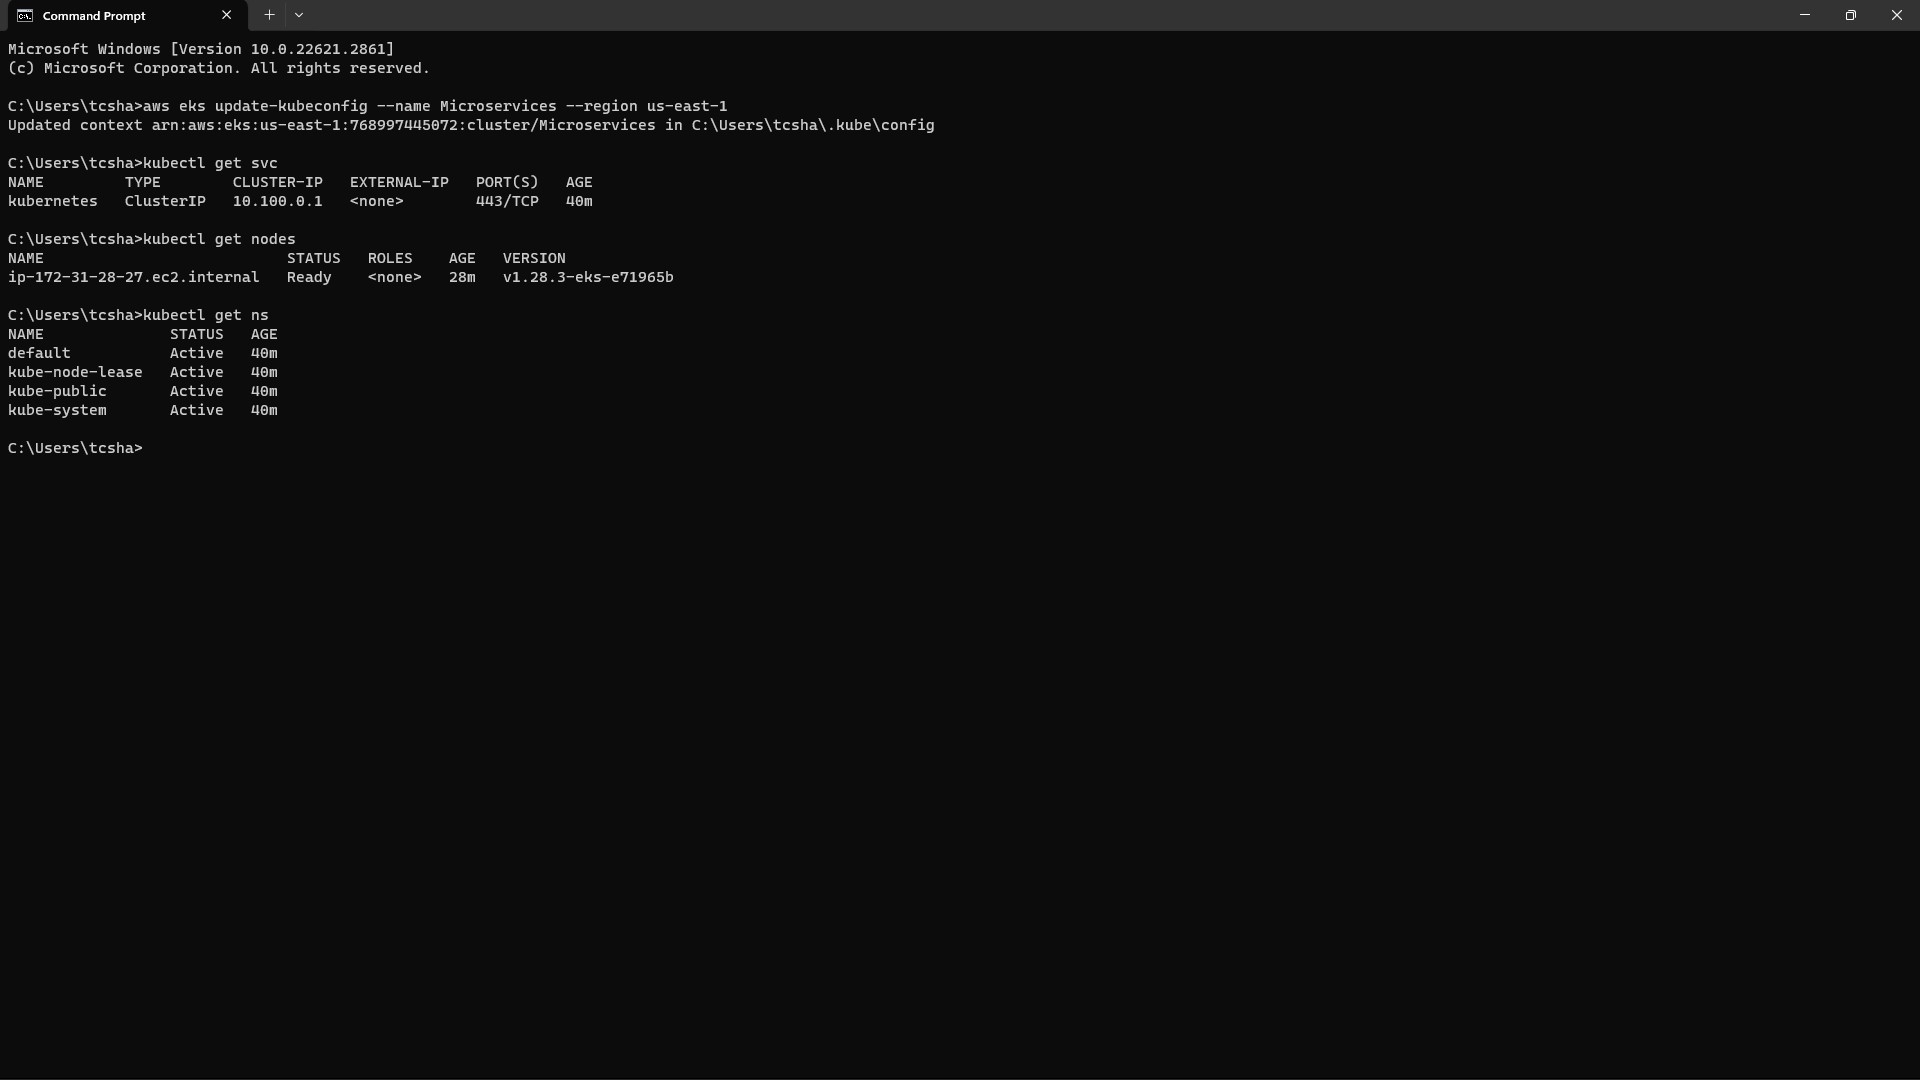 Command Prompt
Microsoft Windows [Version 10.0.22621.2861]
(c) Microsoft Corporation. All rights reserved.
C:\Users\tcsha>aws eks update-kubeconfig --name Microservices --region us-east-1
Updated context arn:aws:eks:us-east-1:768997445072:cluster/Microservices in C:\Users\tcsha\.kube\config
C:\Users\tcsha>kubectl get svc
NAME         TYPE        CLUSTER-IP   EXTERNAL-IP   PORT(S)   AGE
kubernetes   ClusterIP   10.100.0.1   <none>        443/TCP   40m
C:\Users\tcsha>kubectl get nodes
NAME                           STATUS   ROLES    AGE   VERSION
ip-172-31-28-27.ec2.internal   Ready    <none>   28m   v1.28.3-eks-e71965b
C:\Users\tcsha>kubectl get ns
NAME              STATUS   AGE
default           Active   40m
kube-node-lease   Active   40m
kube-public       Active   40m
kube-system       Active   40m
C:\Users\tcsha>